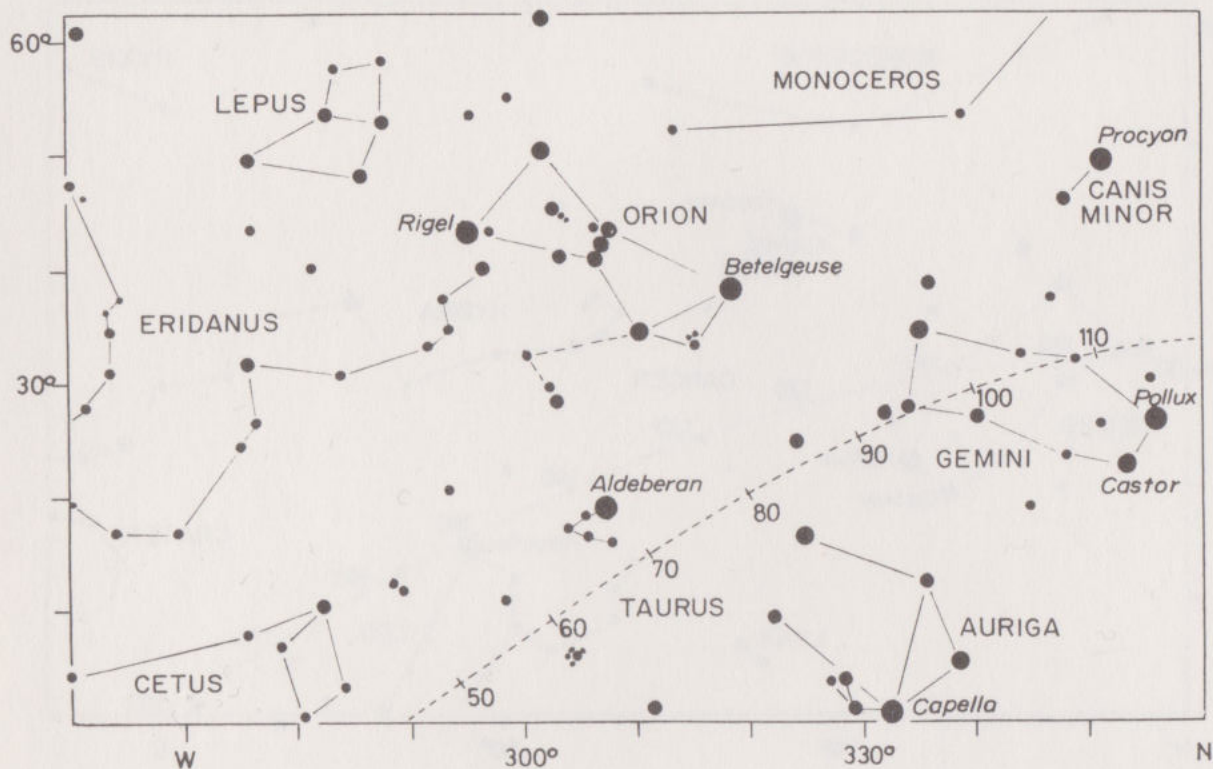 60°
MONOCEROS
LEPUS
Procyon
CANIS
MINOR
Rigel
ORION
Betelgeuse
ERIDANUS
110
30°
100
Pollux
90
GEMINI
Castor
Aldeberan
80
70
TAURUS
60
AURIGA
CETUS
50
Capella
W
300°
330°
N